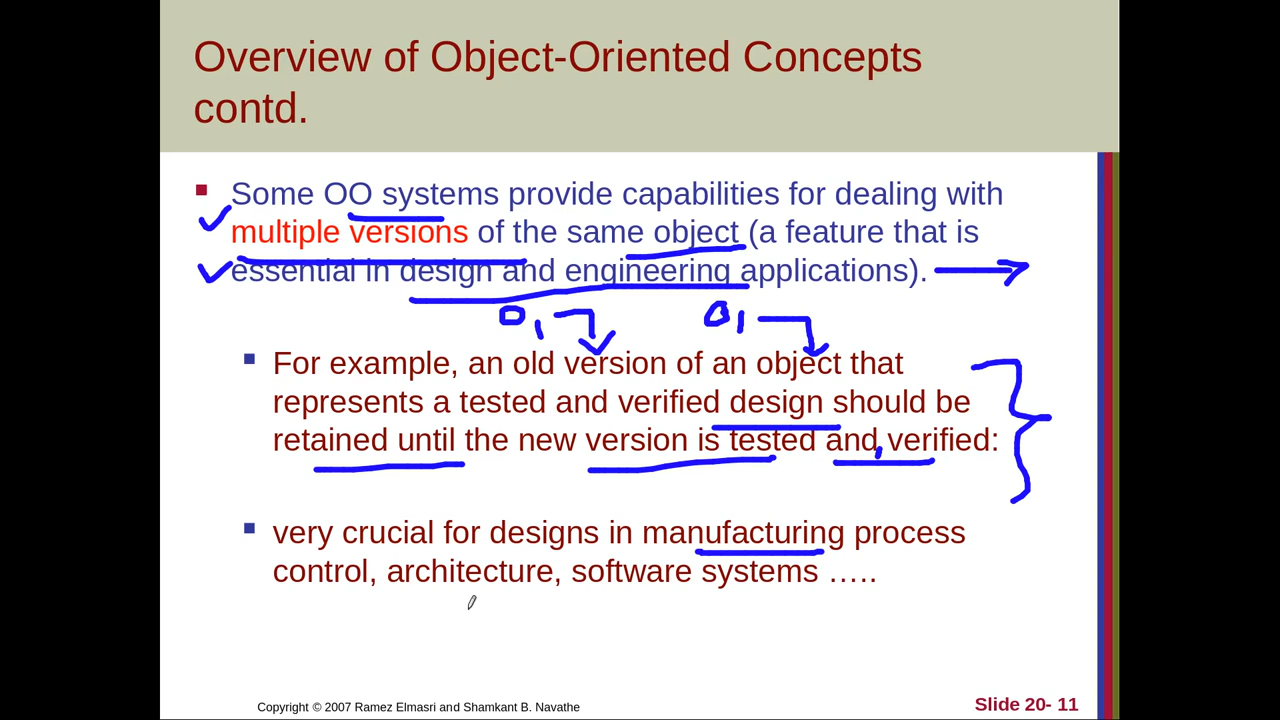 Overview of Object-Oriented Concepts
contd.
Some OO systems provide capabilities for dealing with
multiple versions of the same object (a feature that is
essential in design and engineering applications).
O1 O1
For example, an old version of an object that
represents a tested and verified design should be
retained until the new version is tested and verified:
very crucial for designs in manufacturing process
control, architecture, software systems …..
Copyright © 2007 Ramez Elmasri and Shamkant B. Navathe
Slide 20- 11